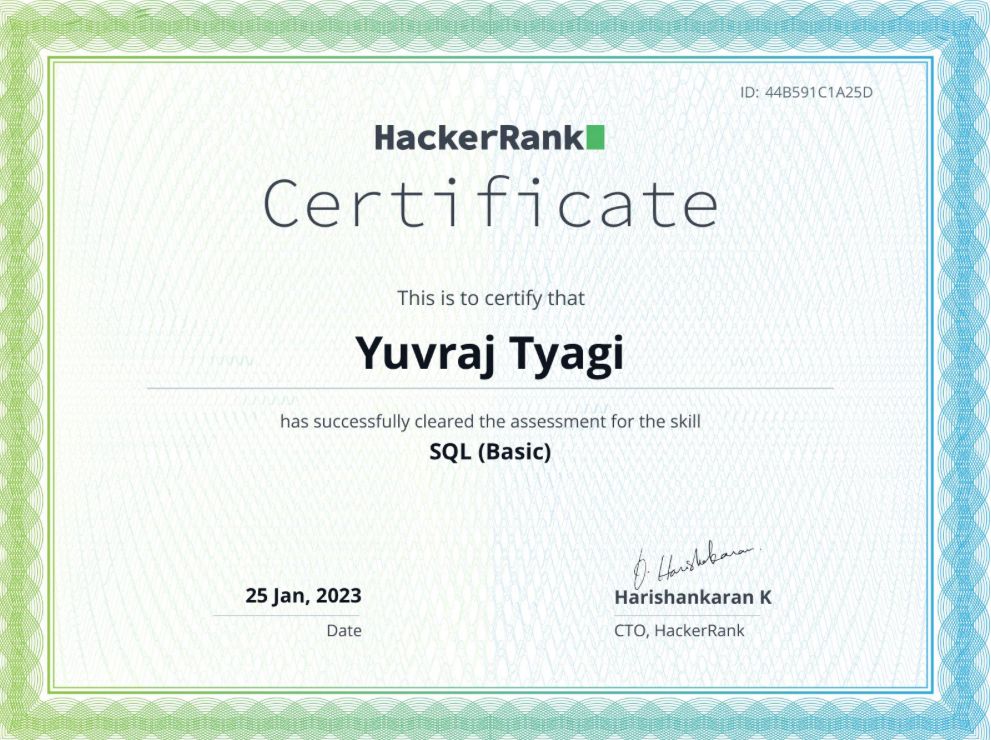 ID: 44B591C1A25D
HackerRank
Certificate
This is to certify that
Yuvraj Tyagi
has successfully cleared the assessment for the skill
SQL (Basic)
25 Jan, 2023
Date
Harishankaran K
CTO, HackerRank